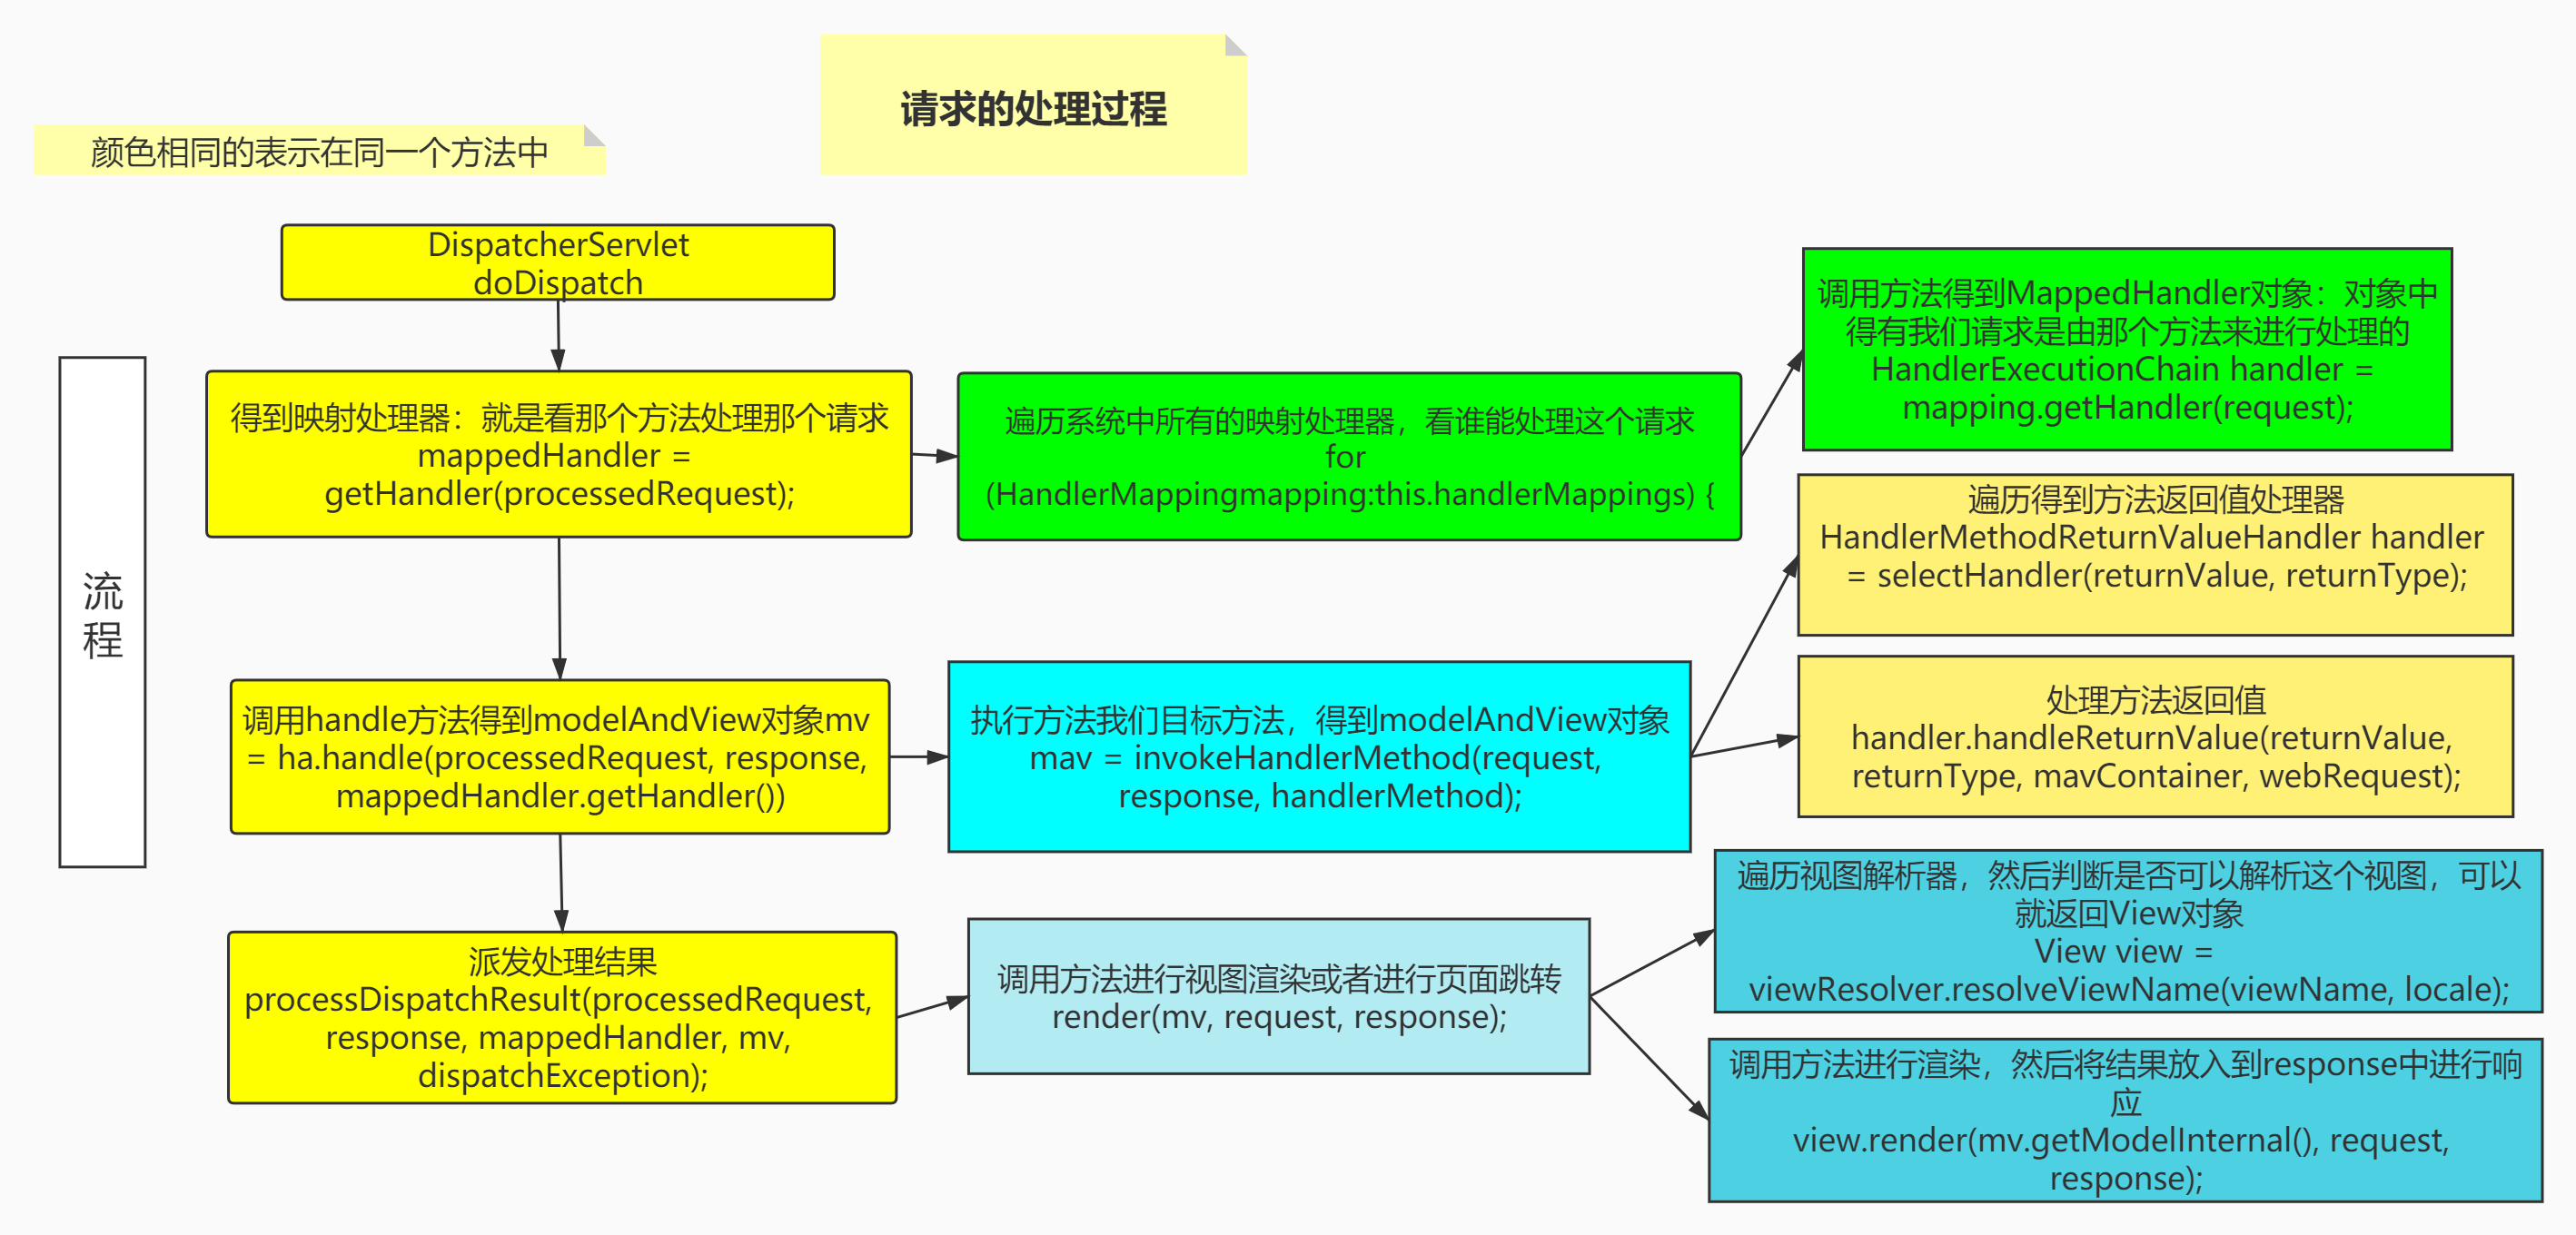 请求的处理过程
颜色相同的表示在同一个方法中
DispatcherServlet
doDispatch
流
程
得到映射处理器：就是看那个方法处理那个请求
mappedHandler =
getHandler(processedRequest);
遍历系统中所有的映射处理器，看谁能处理这个请求
for
(HandlerMappingmapping:this.handlerMappings) {
调用方法得到MappedHandler对象：对象中
得有我们请求是由那个方法来进行处理的
HandlerExecutionChain handler =
mapping.getHandler(request);
调用handle方法得到modelAndView对象mv
= ha.handle(processedRequest, response,
mappedHandler.getHandler())
执行方法我们目标方法，得到modelAndView对象
mav = invokeHandlerMethod(request,
response, handlerMethod);
遍历得到方法返回值处理器
HandlerMethodReturnValueHandler handler
= selectHandler(returnValue, returnType);
处理方法返回值
handler.handleReturnValue(returnValue,
returnType, mavContainer, webRequest);
派发处理结果
processDispatchResult(processedRequest,
response, mappedHandler, mv,
dispatchException);
调用方法进行视图渲染或者进行页面跳转
render(mv, request, response);
遍历视图解析器，然后判断是否可以解析这个视图，可以
就返回View对象
View view =
viewResolver.resolveViewName(viewName, locale);
调用方法进行渲染，然后将结果放入到response中进行响
应
view.render(mv.getModelInternal(), request,
response);